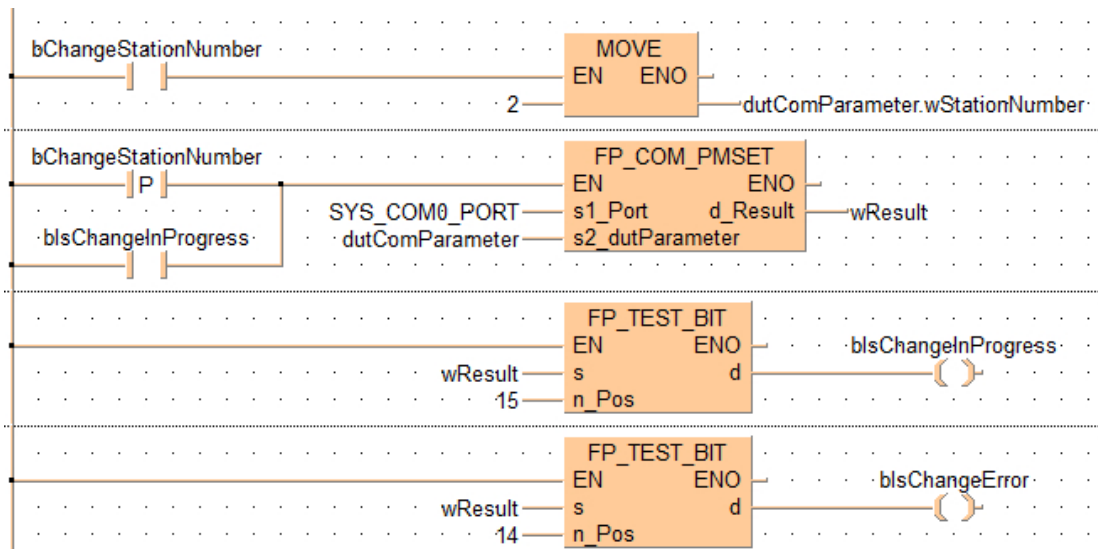 bChangeStationNumber
MOVE
EN ENO
2 dutComParameter.wStationNumber
bChangeStationNumber
FP_COM_PMSET
P
EN ENO
SYS_COM0_PORT s1_Port d_Result wResult
bIsChangeInProgress
dutComParameter s2_dutParameter
FP_TEST_BIT
EN ENO
bIsChangeInProgress
wResult s d
15 n_Pos
FP_TEST_BIT
EN ENO
bIsChangeError
wResult s d
14 n_Pos